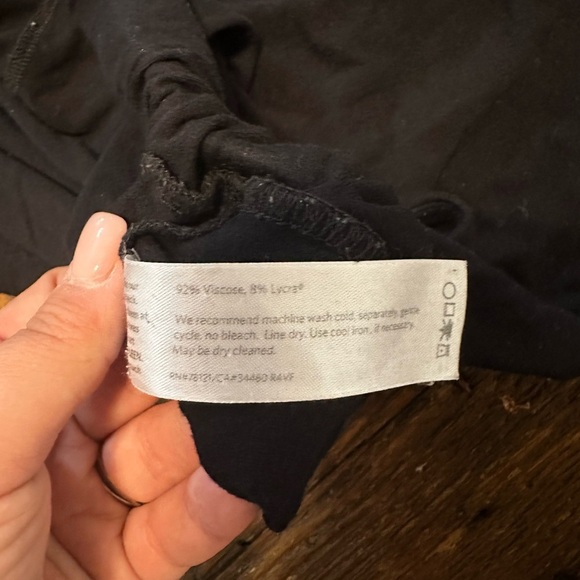 92% Viscose, 8% Lycra®
We recommend machine wash cold, separately, gentle
cycle, no bleach. Line dry. Use cool iron, if necessary.
May be dry cleaned.
RN#78121/CA#34460 R4VF